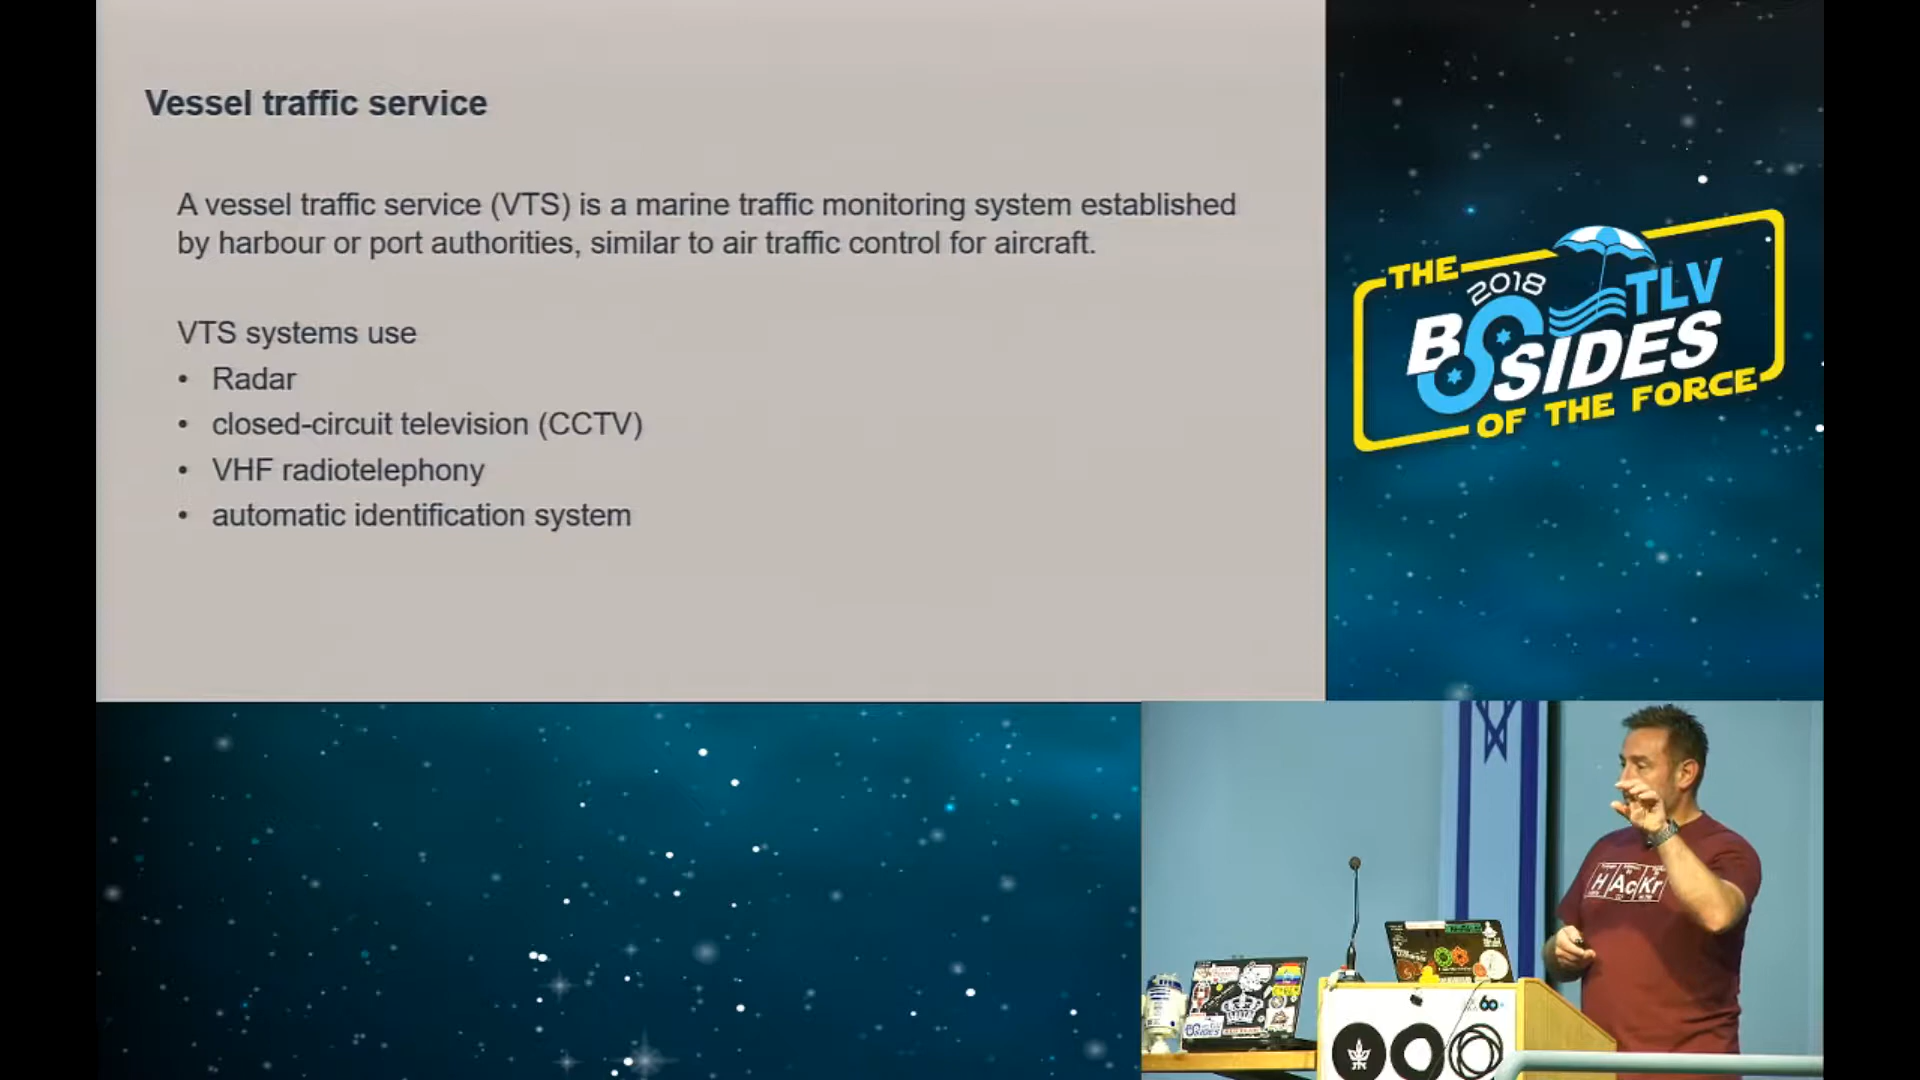 Vessel traffic service
A vessel traffic service (VTS) is a marine traffic monitoring system established
by harbour or port authorities, similar to air traffic control for aircraft.
VTS systems use
• Radar
• closed-circuit television (CCTV)
• VHF radiotelephony
• automatic identification system
THE
2018
TLV
BSIDES
OF THE FORCE
HAcKr
60